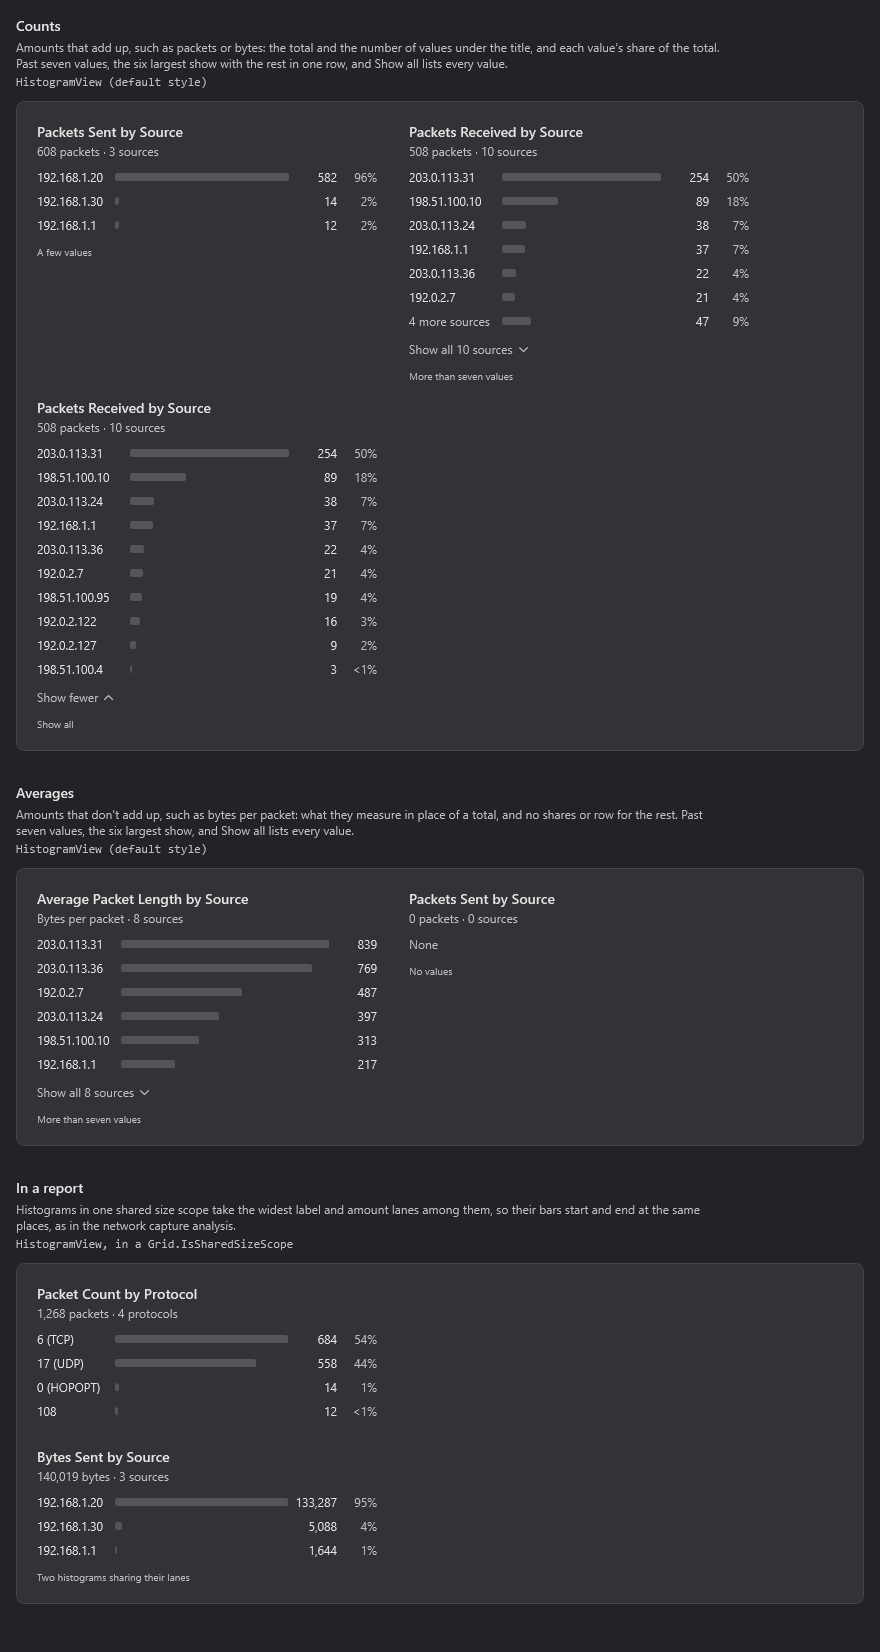 Counts
Amounts that add up, such as packets or bytes: the total and the number of values under the title, and each value's share of the total.
Past seven values, the six largest show with the rest in one row, and Show all lists every value.
HistogramView (default style)
Packets Sent by Source
608 packets · 3 sources
192.168.1.20 582 96%
192.168.1.30 14 2%
192.168.1.1 12 2%
A few values
Packets Received by Source
508 packets · 10 sources
203.0.113.31 254 50%
198.51.100.10 89 18%
203.0.113.24 38 7%
192.168.1.1 37 7%
203.0.113.36 22 4%
192.0.2.7 21 4%
4 more sources 47 9%
Show all 10 sources
More than seven values
Packets Received by Source
508 packets · 10 sources
203.0.113.31 254 50%
198.51.100.10 89 18%
203.0.113.24 38 7%
192.168.1.1 37 7%
203.0.113.36 22 4%
192.0.2.7 21 4%
198.51.100.95 19 4%
192.0.2.122 16 3%
192.0.2.127 9 2%
198.51.100.4 3 <1%
Show fewer
Show all
Averages
Amounts that don't add up, such as bytes per packet: what they measure in place of a total, and no shares or row for the rest. Past
seven values, the six largest show, and Show all lists every value.
HistogramView (default style)
Average Packet Length by Source
Bytes per packet · 8 sources
203.0.113.31 839
203.0.113.36 769
192.0.2.7 487
203.0.113.24 397
198.51.100.10 313
192.168.1.1 217
Show all 8 sources
More than seven values
Packets Sent by Source
0 packets · 0 sources
None
No values
In a report
Histograms in one shared size scope take the widest label and amount lanes among them, so their bars start and end at the same
places, as in the network capture analysis.
HistogramView, in a Grid.IsSharedSizeScope
Packet Count by Protocol
1,268 packets · 4 protocols
6 (TCP) 684 54%
17 (UDP) 558 44%
0 (HOPOPT) 14 1%
108 12 <1%
Bytes Sent by Source
140,019 bytes · 3 sources
192.168.1.20 133,287 95%
192.168.1.30 5,088 4%
192.168.1.1 1,644 1%
Two histograms sharing their lanes